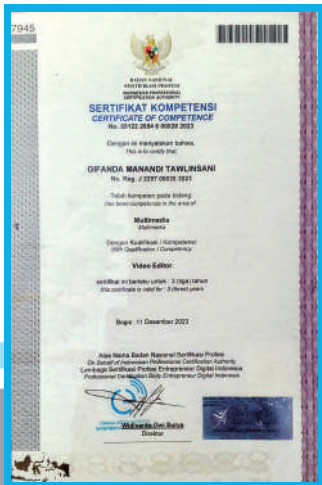 7945
BADAN NASIONAL
SERTIFIKASI PROFESI
INDONESIAN PROFESSIONAL
CERTIFICATION AUTHORITY
SERTIFIKAT KOMPETENSI
CERTIFICATE OF COMPETENCE
Dengan ini menyatakan bahwa,
This is to certify that,
GIFANDA MANANDI TAWLINSANI
Telah kompeten pada bidang:
has been competence in the area of
Multimedia
Multimedia
Dengan Kualifikasi / Kompetensi
With Qualification / Competency
Video Editor
sertifikat ini berlaku untuk : 3 (tiga) tahun
this certificate is valid for : 3 (three) years
Bogor, 11 Desember 2023
Atas Nama Badan Nasional Sertifikasi Profesi
On Behalf of Indonesian Professional Certification Authority
Lembaga Sertifikasi Profesi Entrepreneur Digital Indonesia
Professional Certification Body Entrepreneur Digital Indonesia
Dwi Surya
Direktur